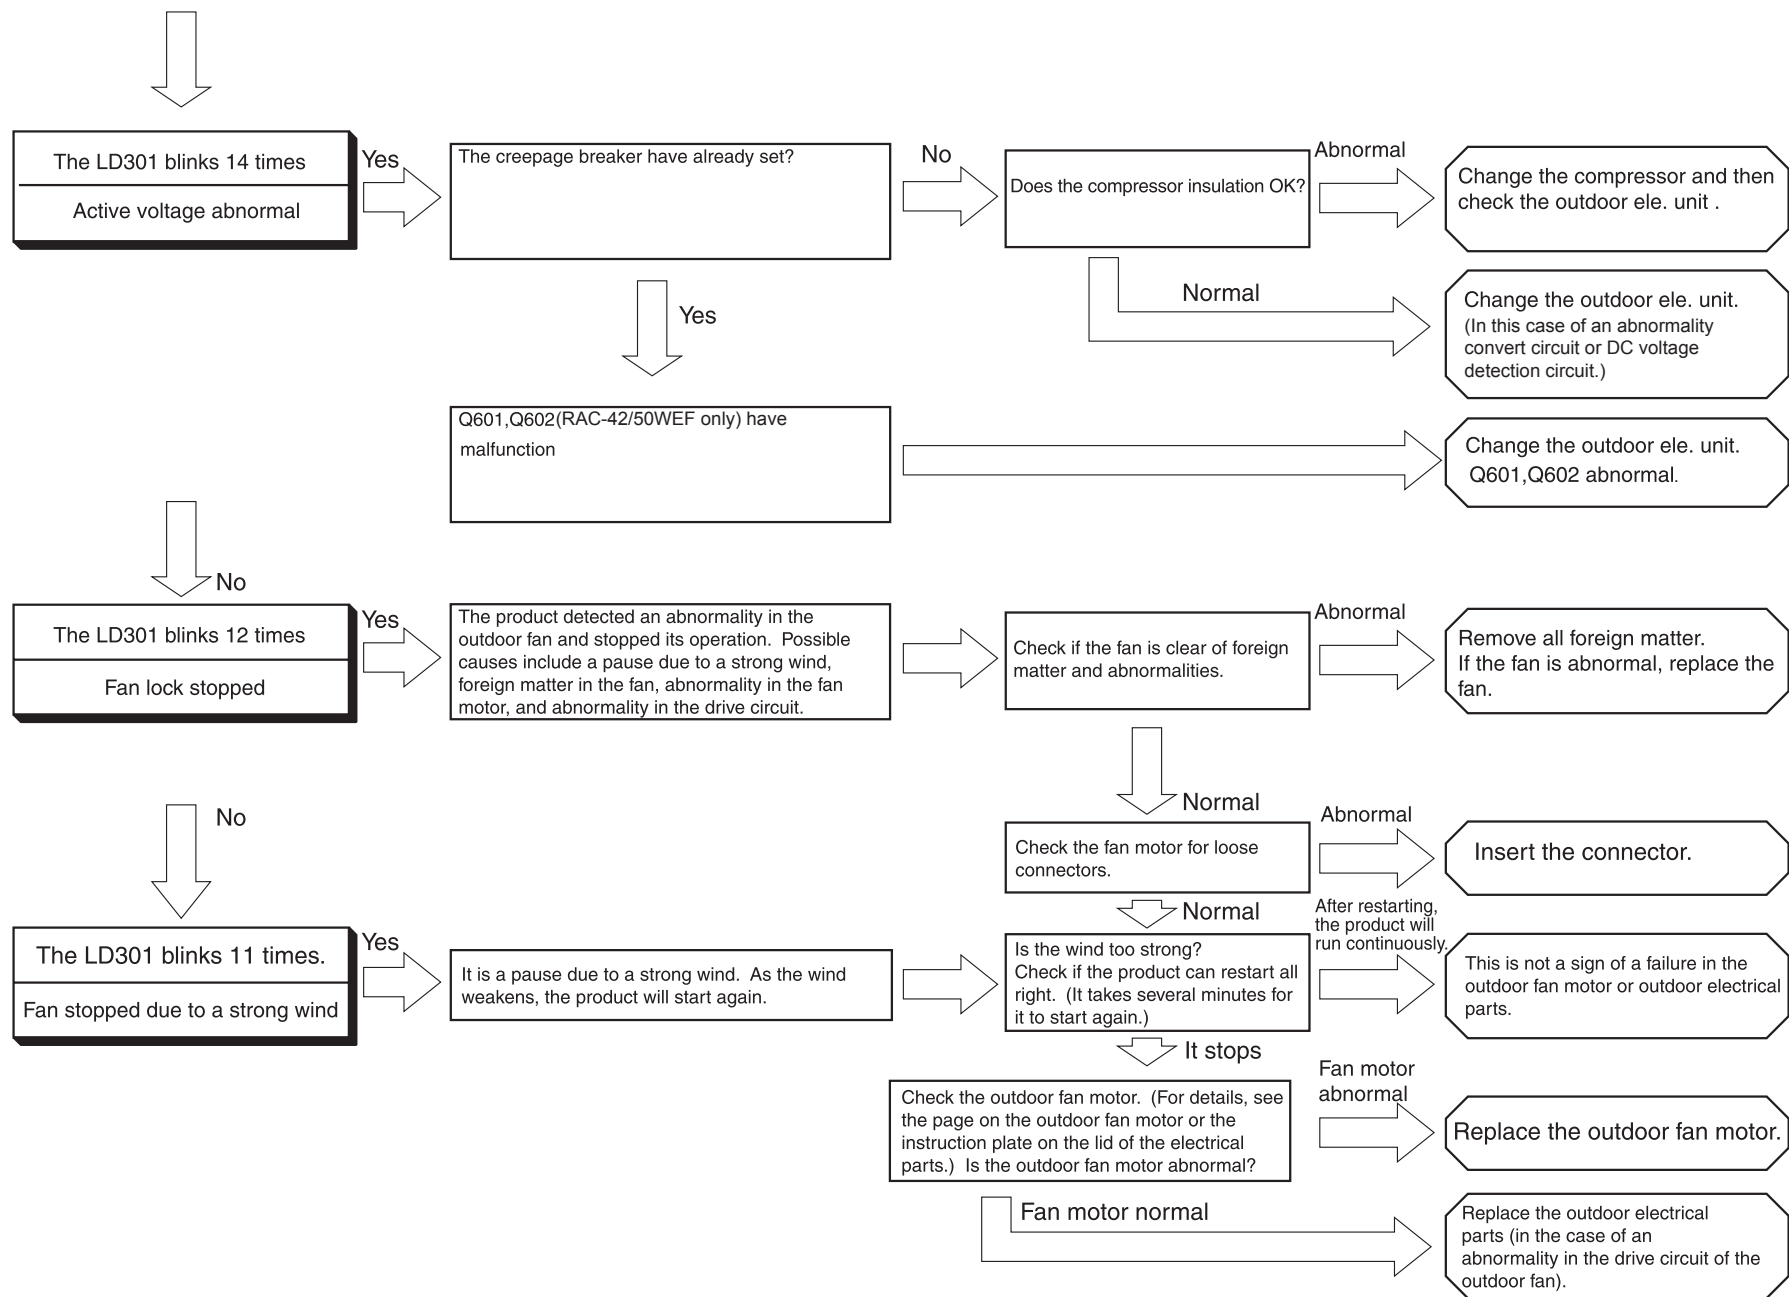 The LD301 blinks 14 times
Active voltage abnormal
Yes
The creepage breaker have already set?
No
Does the compressor insulation OK?
Abnormal
Change the compressor and then
check the outdoor ele. unit .
Normal
Change the outdoor ele. unit.
(In this case of an abnormality
convert circuit or DC voltage
detection circuit.)
Yes
Q601,Q602(RAC-42/50WEF only) have
malfunction
Change the outdoor ele. unit.
Q601,Q602 abnormal.
No
The LD301 blinks 12 times
Fan lock stopped
Yes
The product detected an abnormality in the
outdoor fan and stopped its operation.  Possible
causes include a pause due to a strong wind,
foreign matter in the fan, abnormality in the fan
motor, and abnormality in the drive circuit.
Check if the fan is clear of foreign
matter and abnormalities.
Abnormal
Remove all foreign matter.
If the fan is abnormal, replace the
fan.
Normal
Check the fan motor for loose
connectors.
Abnormal
Insert the connector.
Normal
No
The LD301 blinks 11 times.
Fan stopped due to a strong wind
Yes
It is a pause due to a strong wind.  As the wind
weakens, the product will start again.
Is the wind too strong?
Check if the product can restart all
right.  (It takes several minutes for
it to start again.)
After restarting,
the product will
run continuously.
This is not a sign of a failure in the
outdoor fan motor or outdoor electrical
parts.
It stops
Check the outdoor fan motor.  (For details, see
the page on the outdoor fan motor or the
instruction plate on the lid of the electrical
parts.)  Is the outdoor fan motor abnormal?
Fan motor
abnormal
Replace the outdoor fan motor.
Fan motor normal
Replace the outdoor electrical
parts (in the case of an
abnormality in the drive circuit of the
outdoor fan).